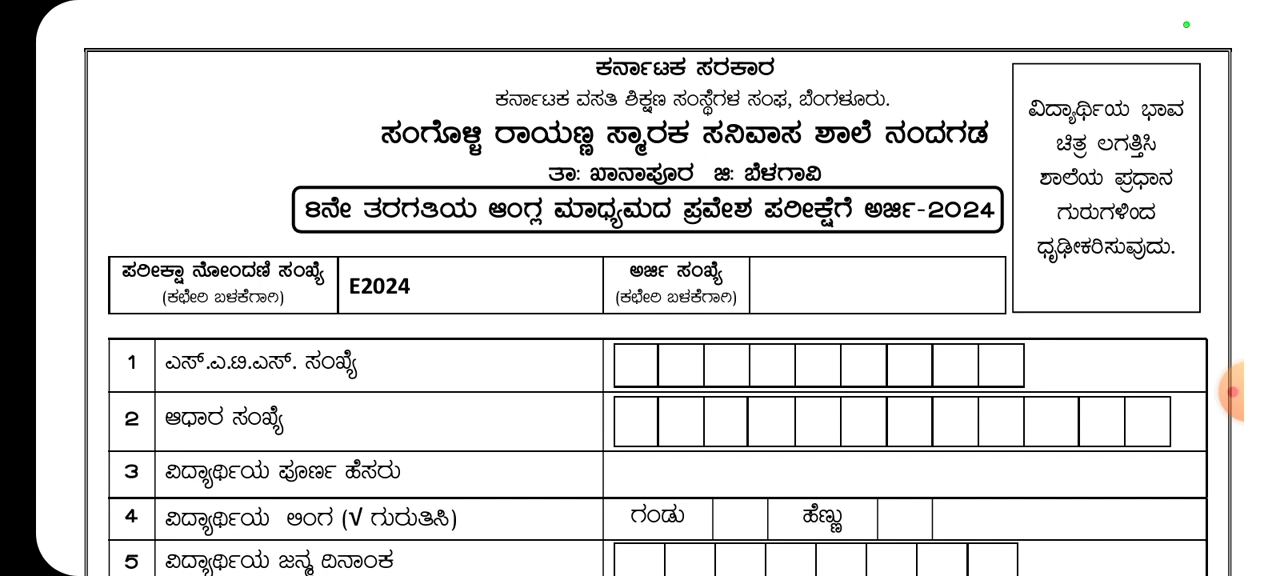 ಕರ್ನಾಟಕ ಸರಕಾರ
ಕರ್ನಾಟಕ ವಸತಿ ಶಿಕ್ಷಣ ಸಂಸ್ಥೆಗಳ ಸಂಘ, ಬೆಂಗಳೂರು.
ಸಂಗೊಳ್ಳಿ ರಾಯಣ್ಣ ಸ್ಮಾರಕ ಸನಿವಾಸ ಶಾಲೆ ನಂದಗಡ
ತಾ: ಖಾನಾಪೂರ ಜಿ: ಬೆಳಗಾವಿ
8ನೇ ತರಗತಿಯ ಆಂಗ್ಲ ಮಾಧ್ಯಮದ ಪ್ರವೇಶ ಪರೀಕ್ಷೆಗೆ ಅರ್ಜಿ-2024
ವಿದ್ಯಾರ್ಥಿಯ ಭಾವ
ಚಿತ್ರ ಲಗತ್ತಿಸಿ
ಶಾಲೆಯ ಪ್ರಧಾನ
ಗುರುಗಳಿಂದ
ಧೃಢೀಕರಿಸುವುದು.
ಪರೀಕ್ಷಾ ನೋಂದಣಿ ಸಂಖ್ಯೆ
(ಕಛೇರಿ ಬಳಕೆಗಾಗಿ)
E2024
ಅರ್ಜಿ ಸಂಖ್ಯೆ
(ಕಛೇರಿ ಬಳಕೆಗಾಗಿ)
1 ಎಸ್.ಎ.ಟಿ.ಎಸ್. ಸಂಖ್ಯೆ
2 ಆಧಾರ ಸಂಖ್ಯೆ
3 ವಿದ್ಯಾರ್ಥಿಯ ಪೂರ್ಣ ಹೆಸರು
4 ವಿದ್ಯಾರ್ಥಿಯ ಲಿಂಗ (√ ಗುರುತಿಸಿ) ಗಂಡು ಹೆಣ್ಣು
5 ವಿದ್ಯಾರ್ಥಿಯ ಜನ್ಮ ದಿನಾಂಕ